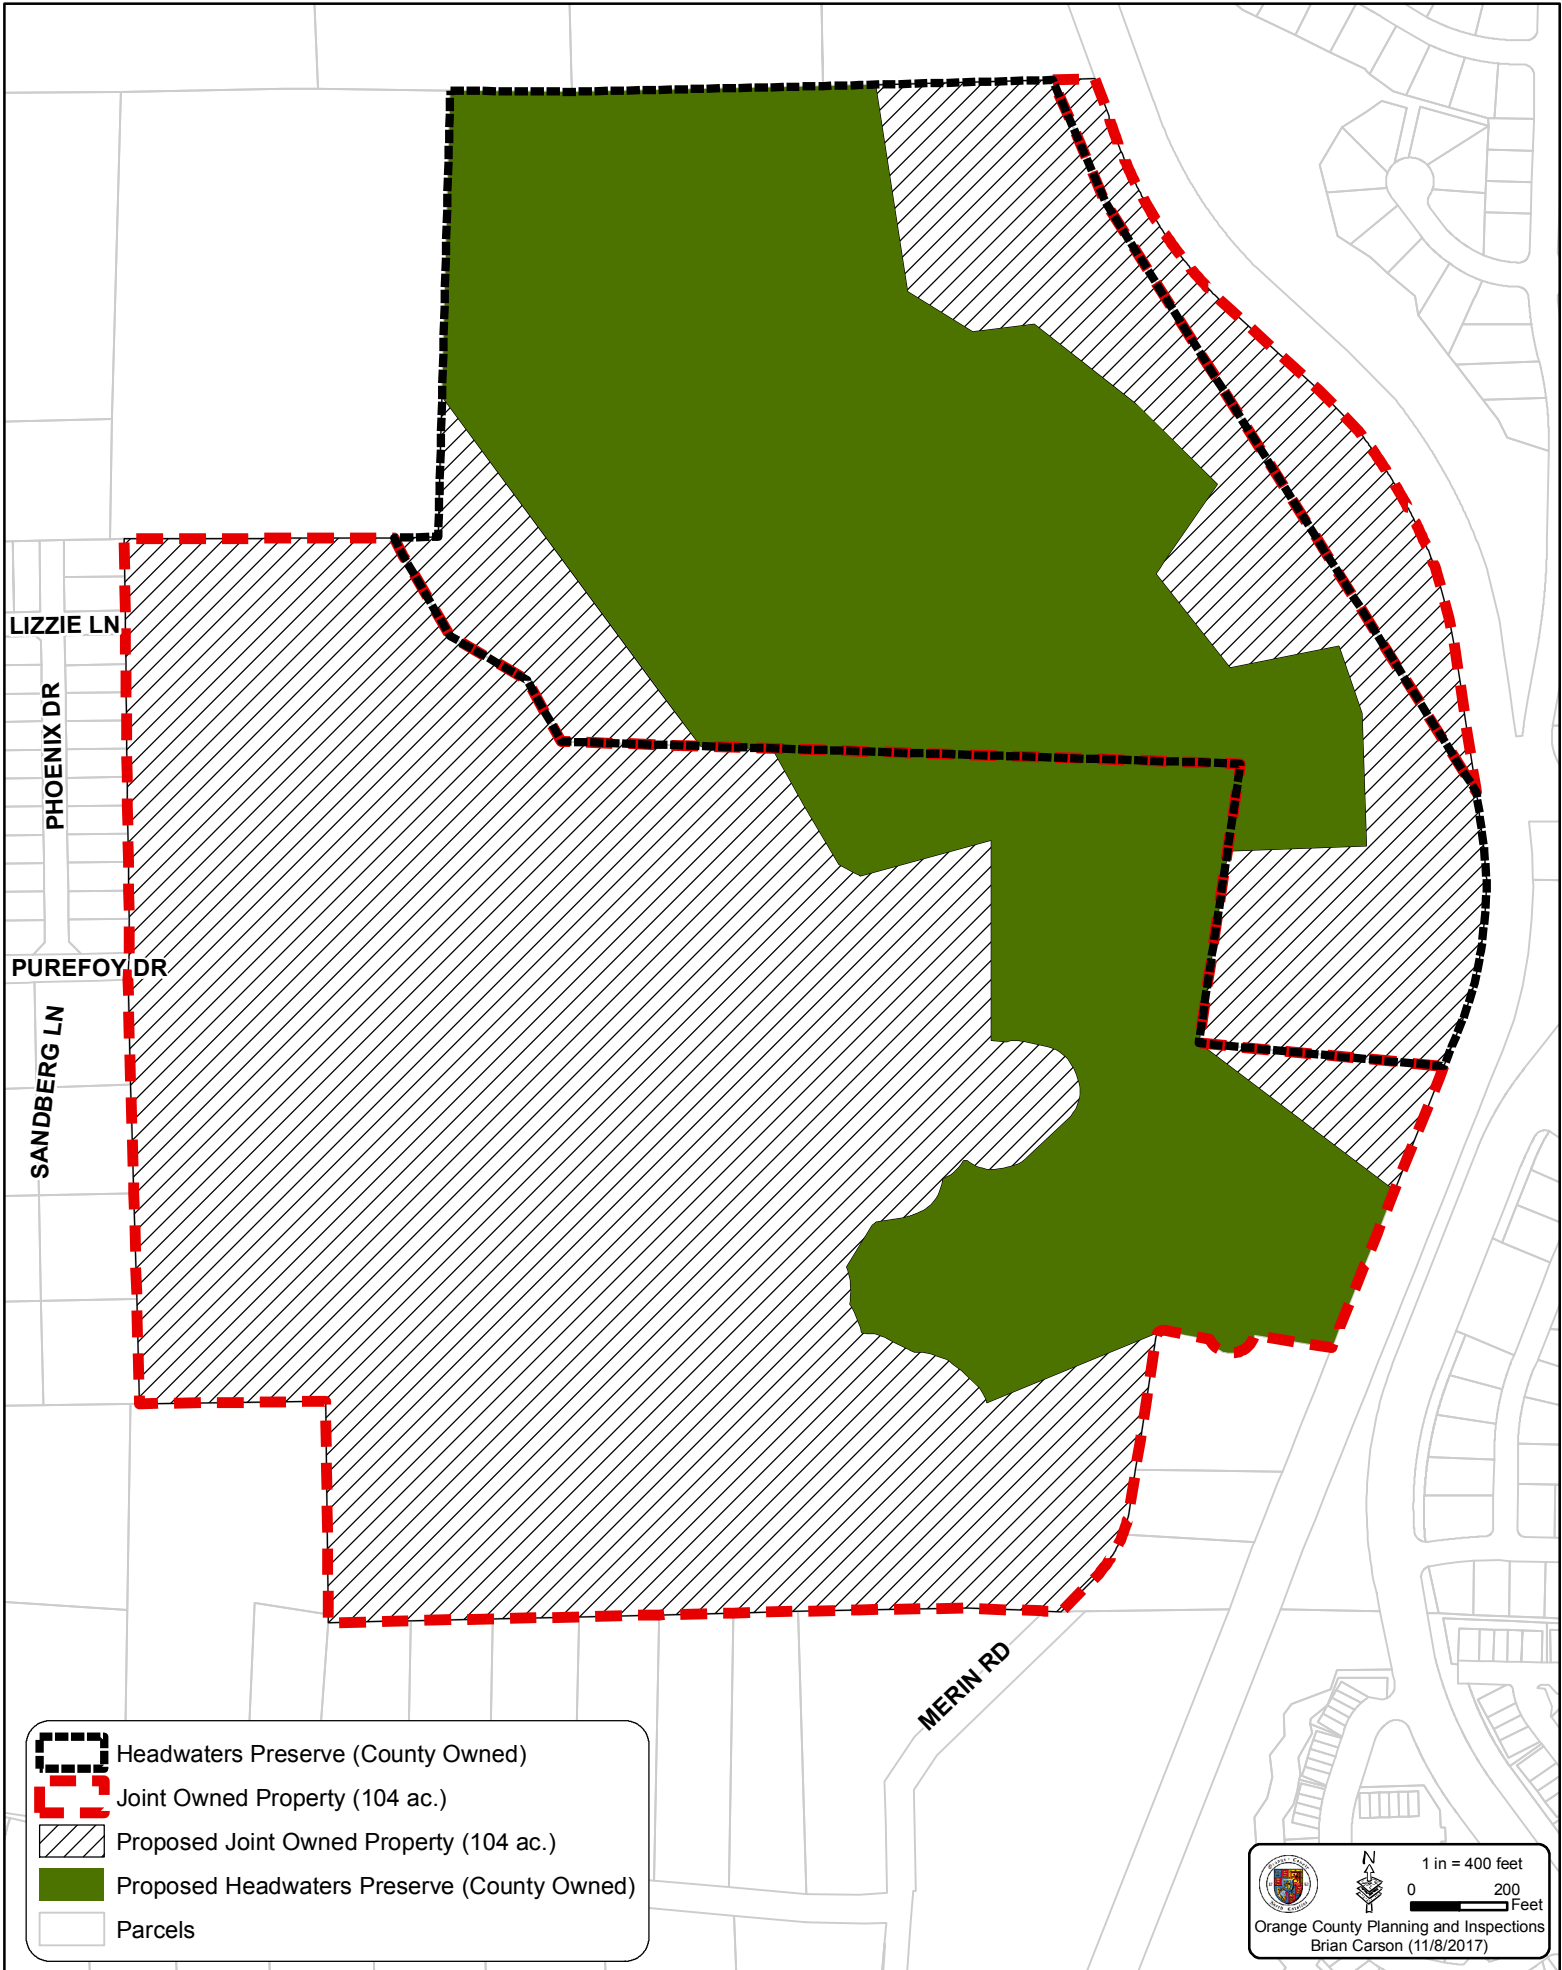 LIZZIE LN
PHOENIX DR
PUREFOY DR
SANDBERG LN
MERIN RD
Headwaters Preserve (County Owned)
Joint Owned Property (104 ac.)
Proposed Joint Owned Property (104 ac.)
Proposed Headwaters Preserve (County Owned)
Parcels
N
1 in = 400 feet
0 200
Feet
Orange County Planning and Inspections
Brian Carson (11/8/2017)